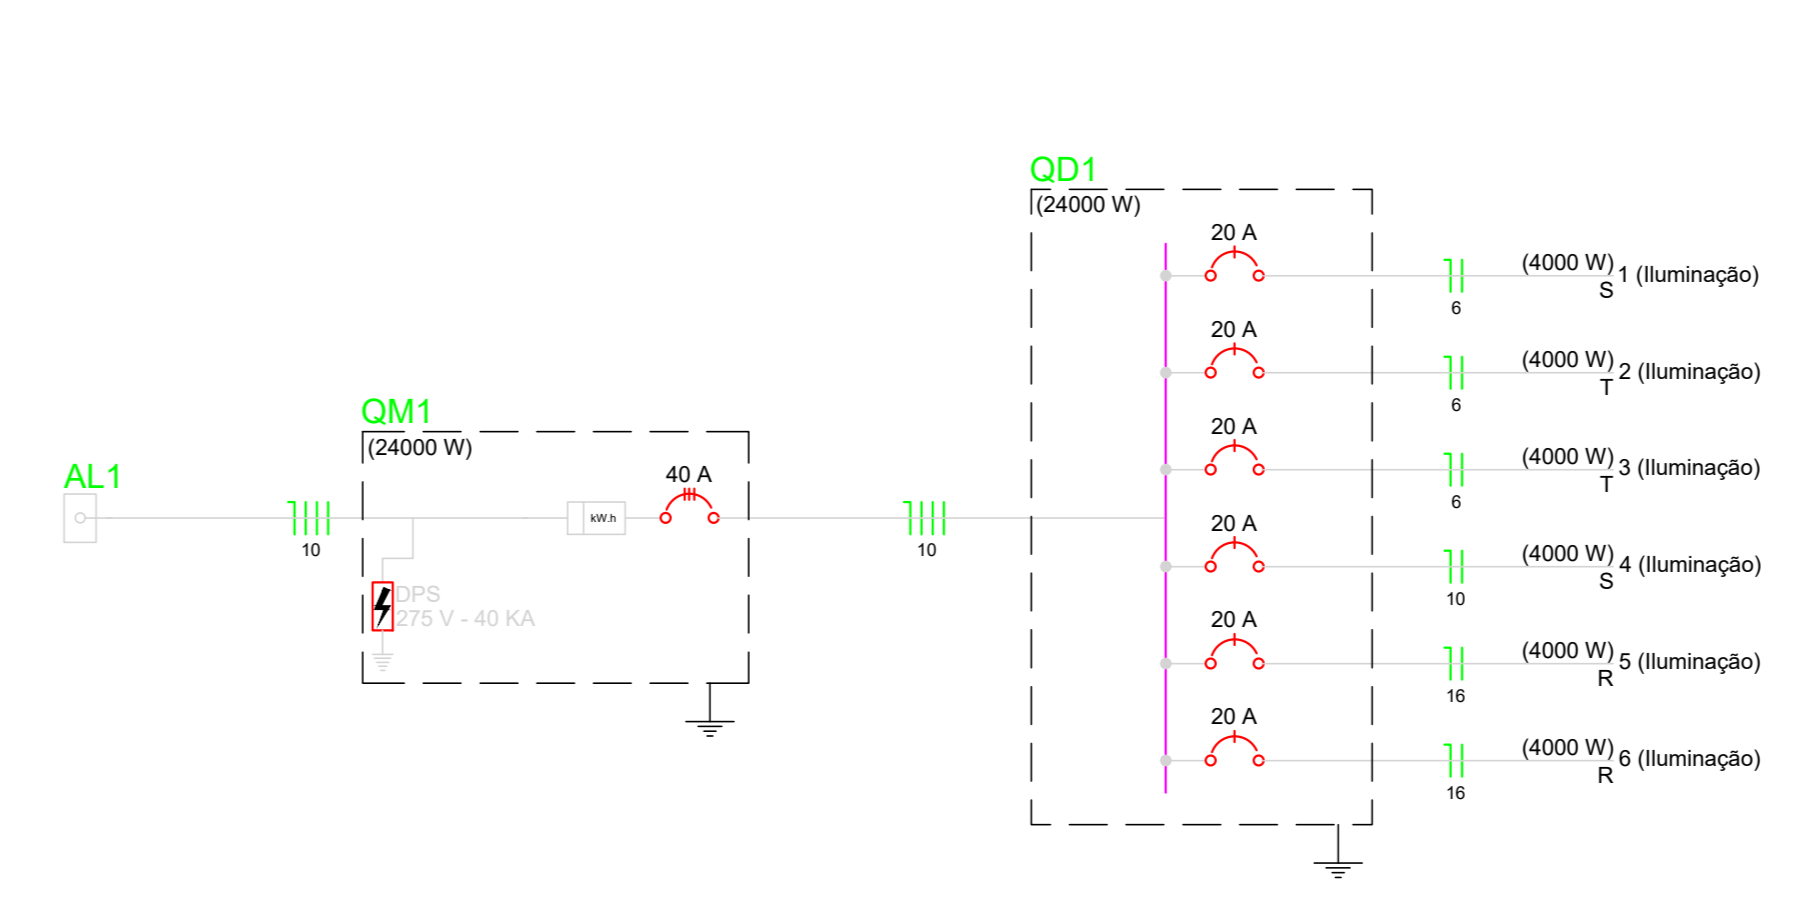 AL1
10
QM1
(24000 W)
kW.h
40 A
DPS
275 V - 40 KA
10
QD1
(24000 W)
20 A
6
(4000 W)
S
1 (Iluminação)
20 A
6
(4000 W)
T
2 (Iluminação)
20 A
6
(4000 W)
T
3 (Iluminação)
20 A
10
(4000 W)
S
4 (Iluminação)
20 A
16
(4000 W)
R
5 (Iluminação)
20 A
16
(4000 W)
R
6 (Iluminação)